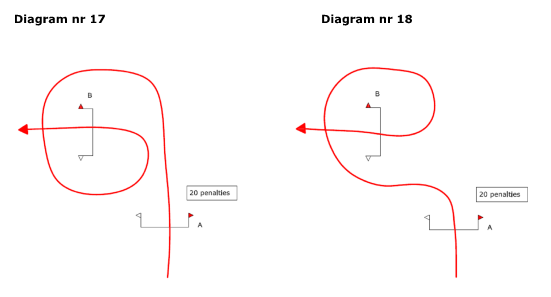 Diagram nr 17
B
20 penalties
A
Diagram nr 18
B
20 penalties
A